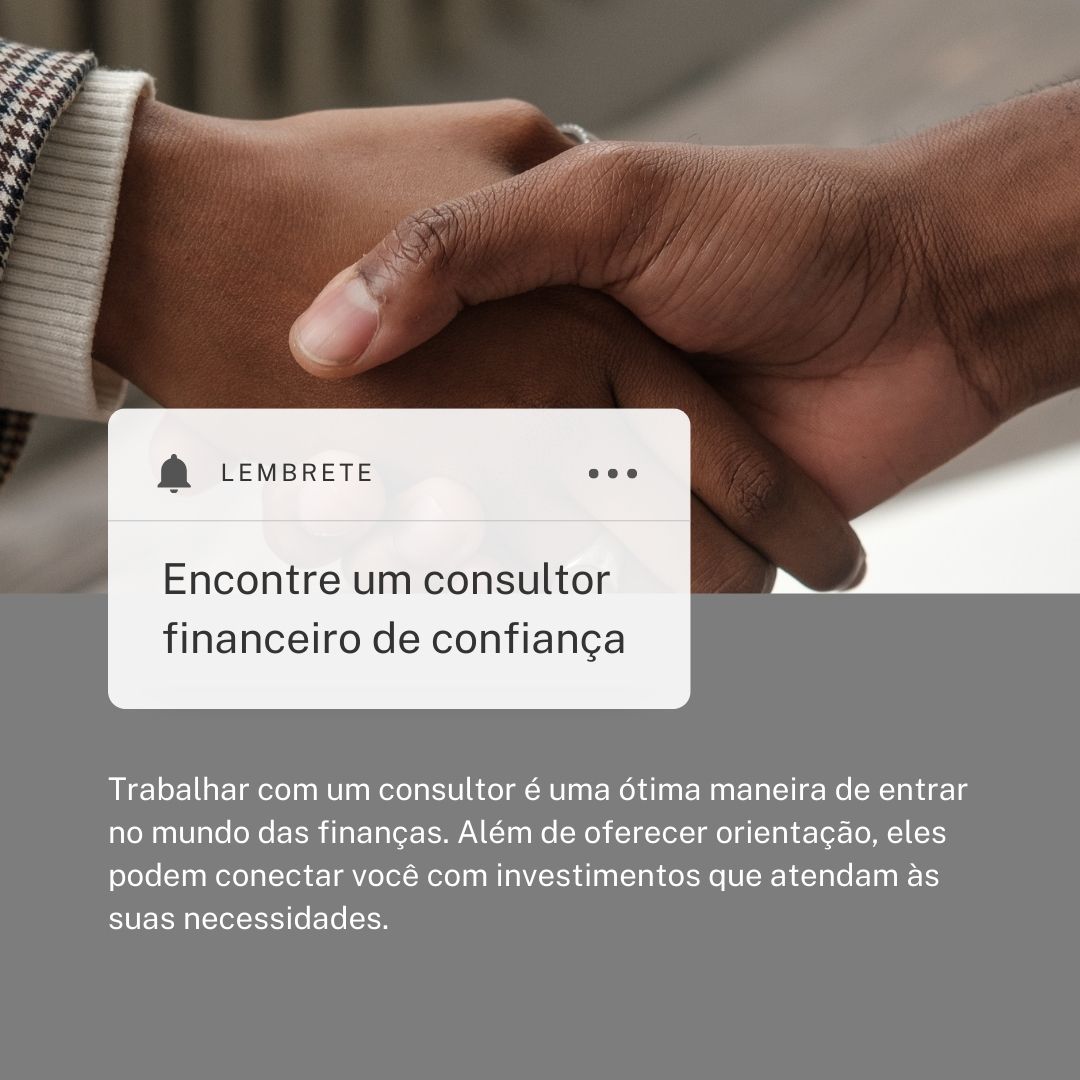 LEMBRETE
Encontre um consultor
financeiro de confiança
Trabalhar com um consultor é uma ótima maneira de entrar
no mundo das finanças. Além de oferecer orientação, eles
podem conectar você com investimentos que atendam às
suas necessidades.